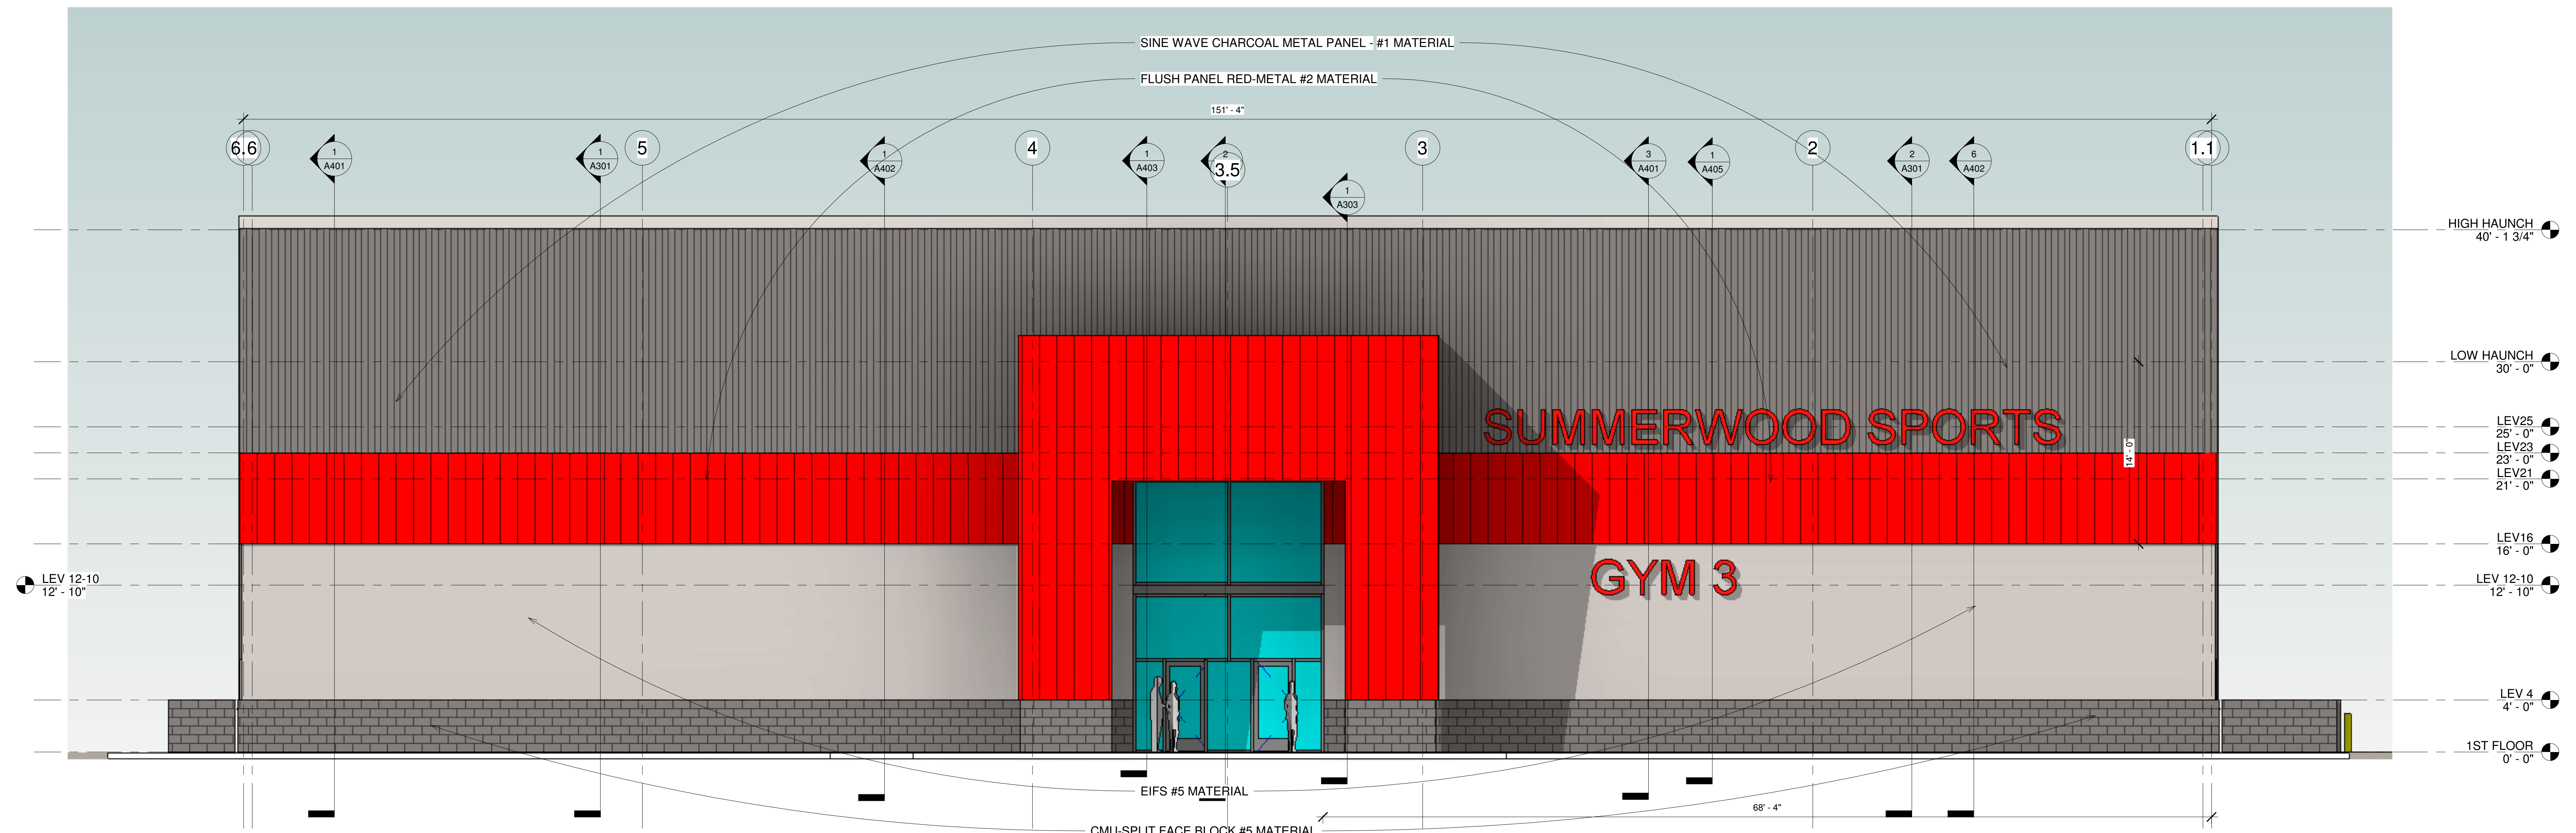 SINE WAVE CHARCOAL METAL PANEL - #1 MATERIAL
FLUSH PANEL RED-METAL #2 MATERIAL
151' - 4"
6.6
1
A401
1
A301
5
1
A402
4
1
A403
2
3.5
1
A303
3
3
A401
1
A405
2
2
A301
6
A402
1.1
HIGH HAUNCH
40' - 1 3/4"
LOW HAUNCH
30' - 0"
SUMMERWOOD SPORTS
LEV25
25' - 0"
14' - 0"
LEV23
23' - 0"
LEV21
21' - 0"
LEV16
16' - 0"
GYM 3
LEV 12-10
12' - 10"
LEV 12-10
12' - 10"
LEV 4
4' - 0"
1ST FLOOR
0' - 0"
EIFS #5 MATERIAL
68' - 4"
CMU-SPLIT FACE BLOCK #5 MATERIAL